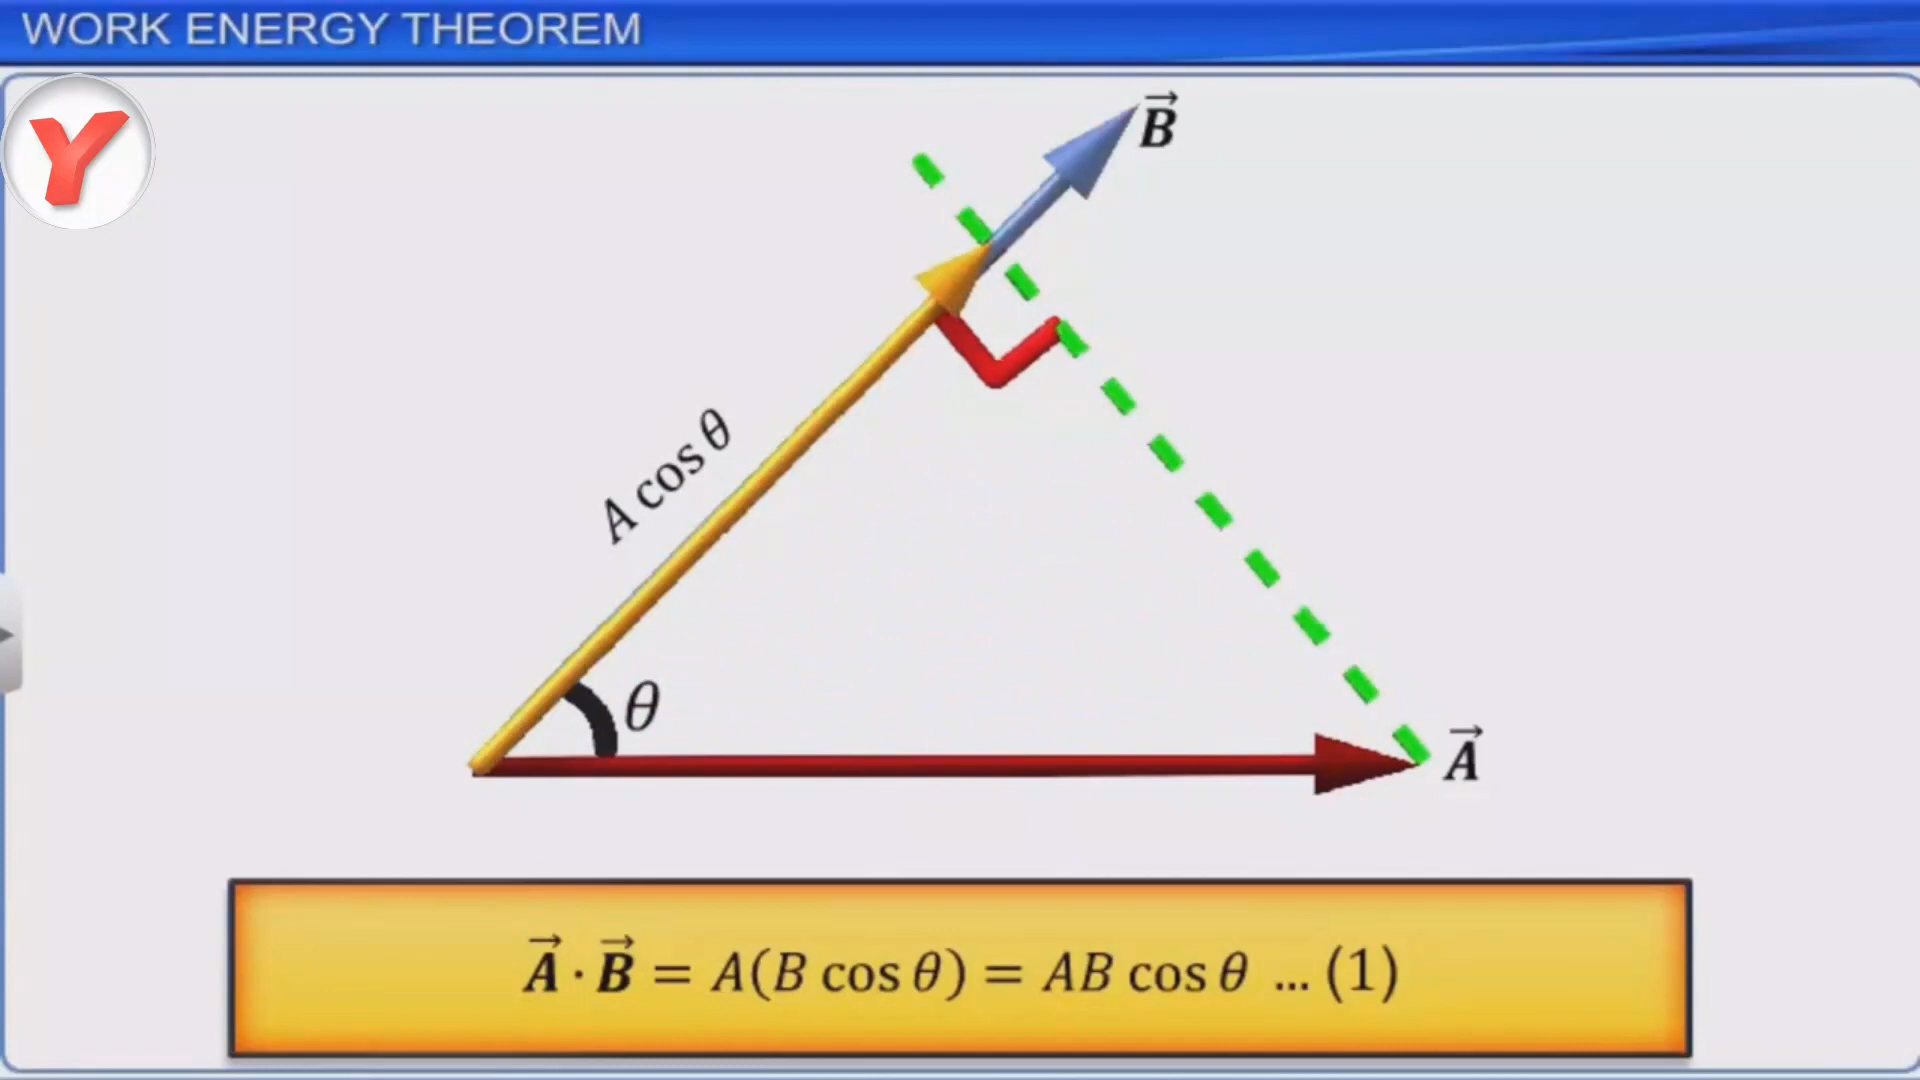 WORK ENERGY THEOREM
Y
B⃗
A cos θ
θ
A⃗
A⃗ · B⃗ = A(B cos θ) = AB cos θ ... (1)